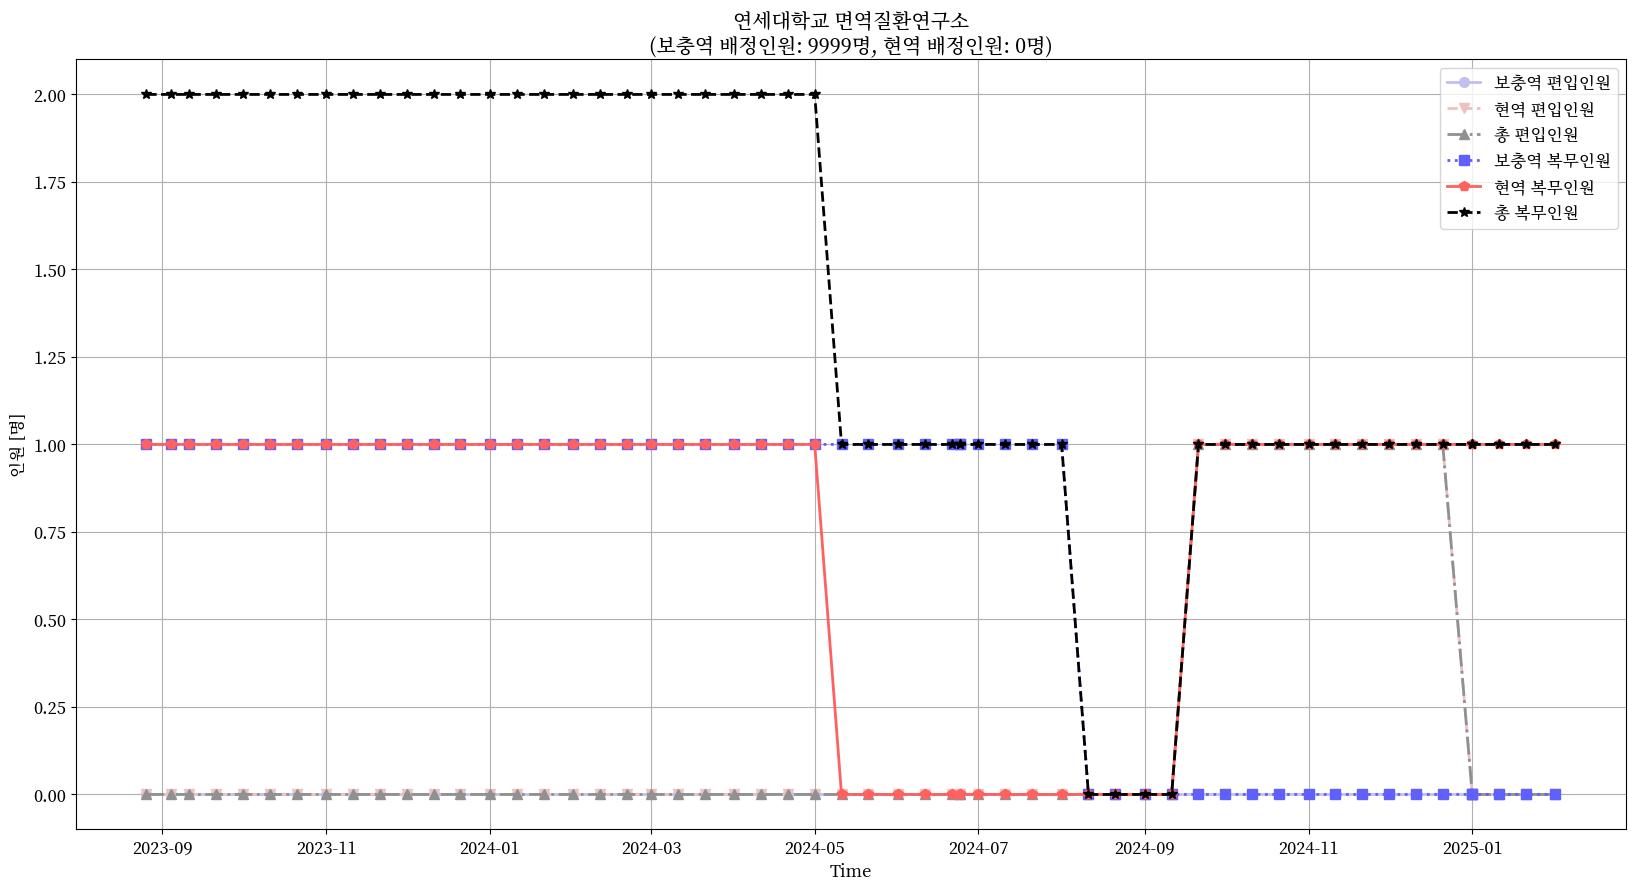 연세대학교 면역질환연구소
(보충역 배정인원: 9999명, 현역 배정인원: 0명)
보충역 편입인원
현역 편입인원
총 편입인원
보충역 복무인원
현역 복무인원
총 복무인원
인원 [명]
2.00
1.75
1.50
1.25
1.00
0.75
0.50
0.25
0.00
2023-09
2023-11
2024-01
2024-03
2024-05
2024-07
2024-09
2024-11
2025-01
Time